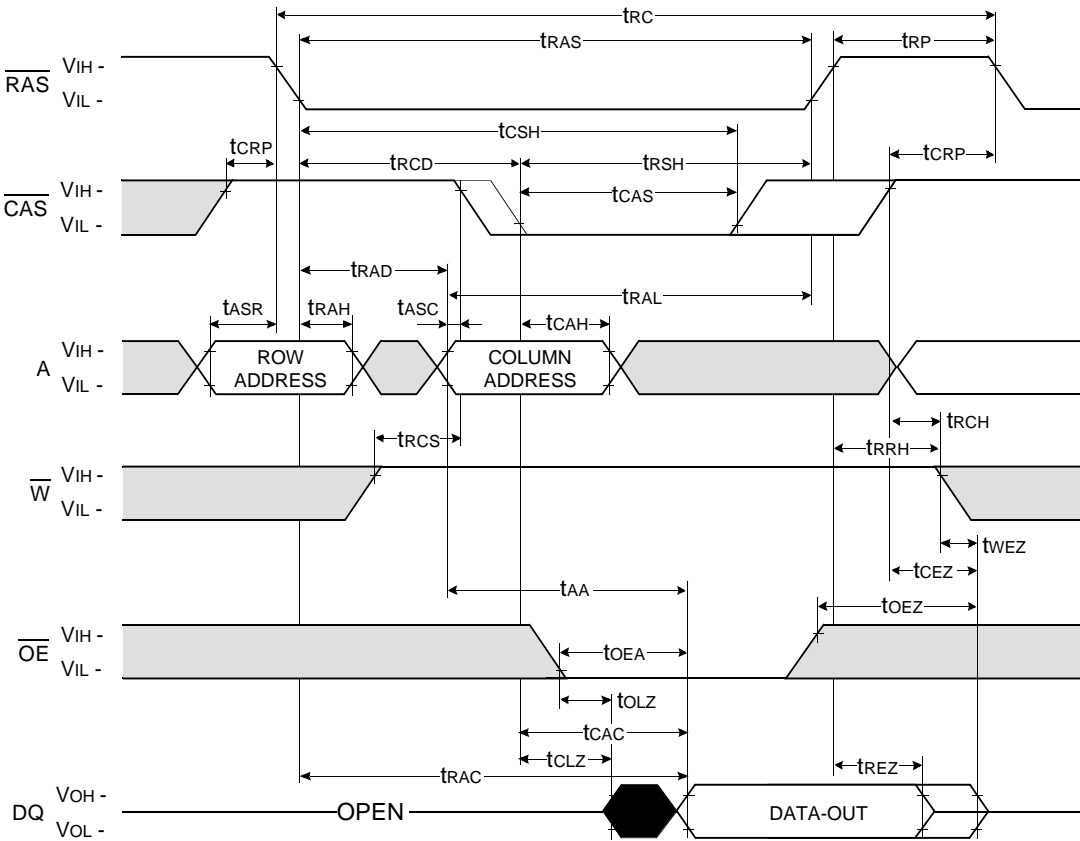 tRC
tRAS
tRP
RAS
VIH -
VIL -
tCSH
tCRP
tRCD
tRSH
tCRP
CAS
VIH -
VIL -
tCAS
tRAD
tRAL
tASR
tRAH
tASC
tCAH
A
VIH -
VIL -
ROW
ADDRESS
COLUMN
ADDRESS
tRCH
tRCS
tRRH
W
VIH -
VIL -
tWEZ
tCEZ
tAA
tOEZ
OE
VIH -
VIL -
tOEA
tOLZ
tCAC
tCLZ
tREZ
tRAC
DQ
VOH -
VOL -
OPEN
DATA-OUT